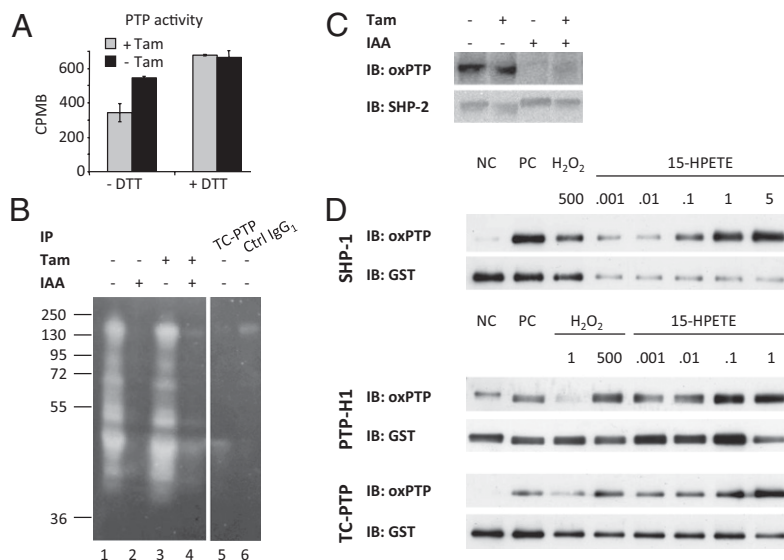 A
PTP activity
+ Tam
- Tam
600
400
200
0
CPMB
- DTT
+ DTT
B
IP
TC-PTP
Ctrl IgG1
Tam - - + + - -
IAA - + - + - -
250
130
95
72
55
36
1 2 3 4 5 6
C
Tam - + - +
IAA - - + +
IB: oxPTP
IB: SHP-2
D
NC PC H2O2 15-HPETE
500 .001 .01 .1 1 5
SHP-1
IB: oxPTP
IB: GST
NC PC H2O2 15-HPETE
1 500 .001 .01 .1 1
PTP-H1
IB: oxPTP
IB: GST
TC-PTP
IB: oxPTP
IB: GST